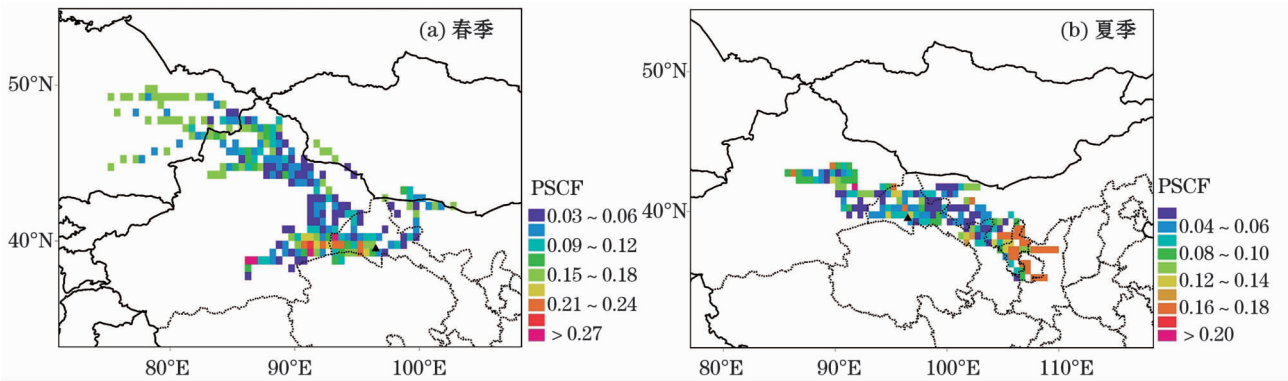 (a) 春季
50°N
40°N
80°E
90°E
100°E
PSCF
0.03 ~ 0.06
0.09 ~ 0.12
0.15 ~ 0.18
0.21 ~ 0.24
> 0.27
(b) 夏季
50°N
40°N
80°E
90°E
100°E
110°E
PSCF
0.04 ~ 0.06
0.08 ~ 0.10
0.12 ~ 0.14
0.16 ~ 0.18
> 0.20